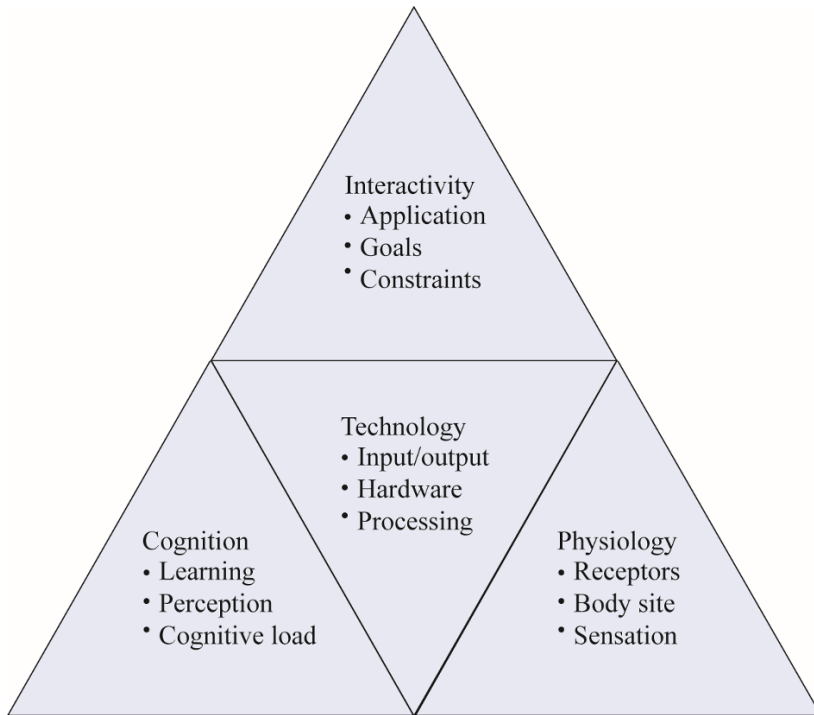 Interactivity
• Application
• Goals
• Constraints
Technology
• Input/output
• Hardware
• Processing
Cognition
• Learning
• Perception
• Cognitive load
Physiology
• Receptors
• Body site
• Sensation